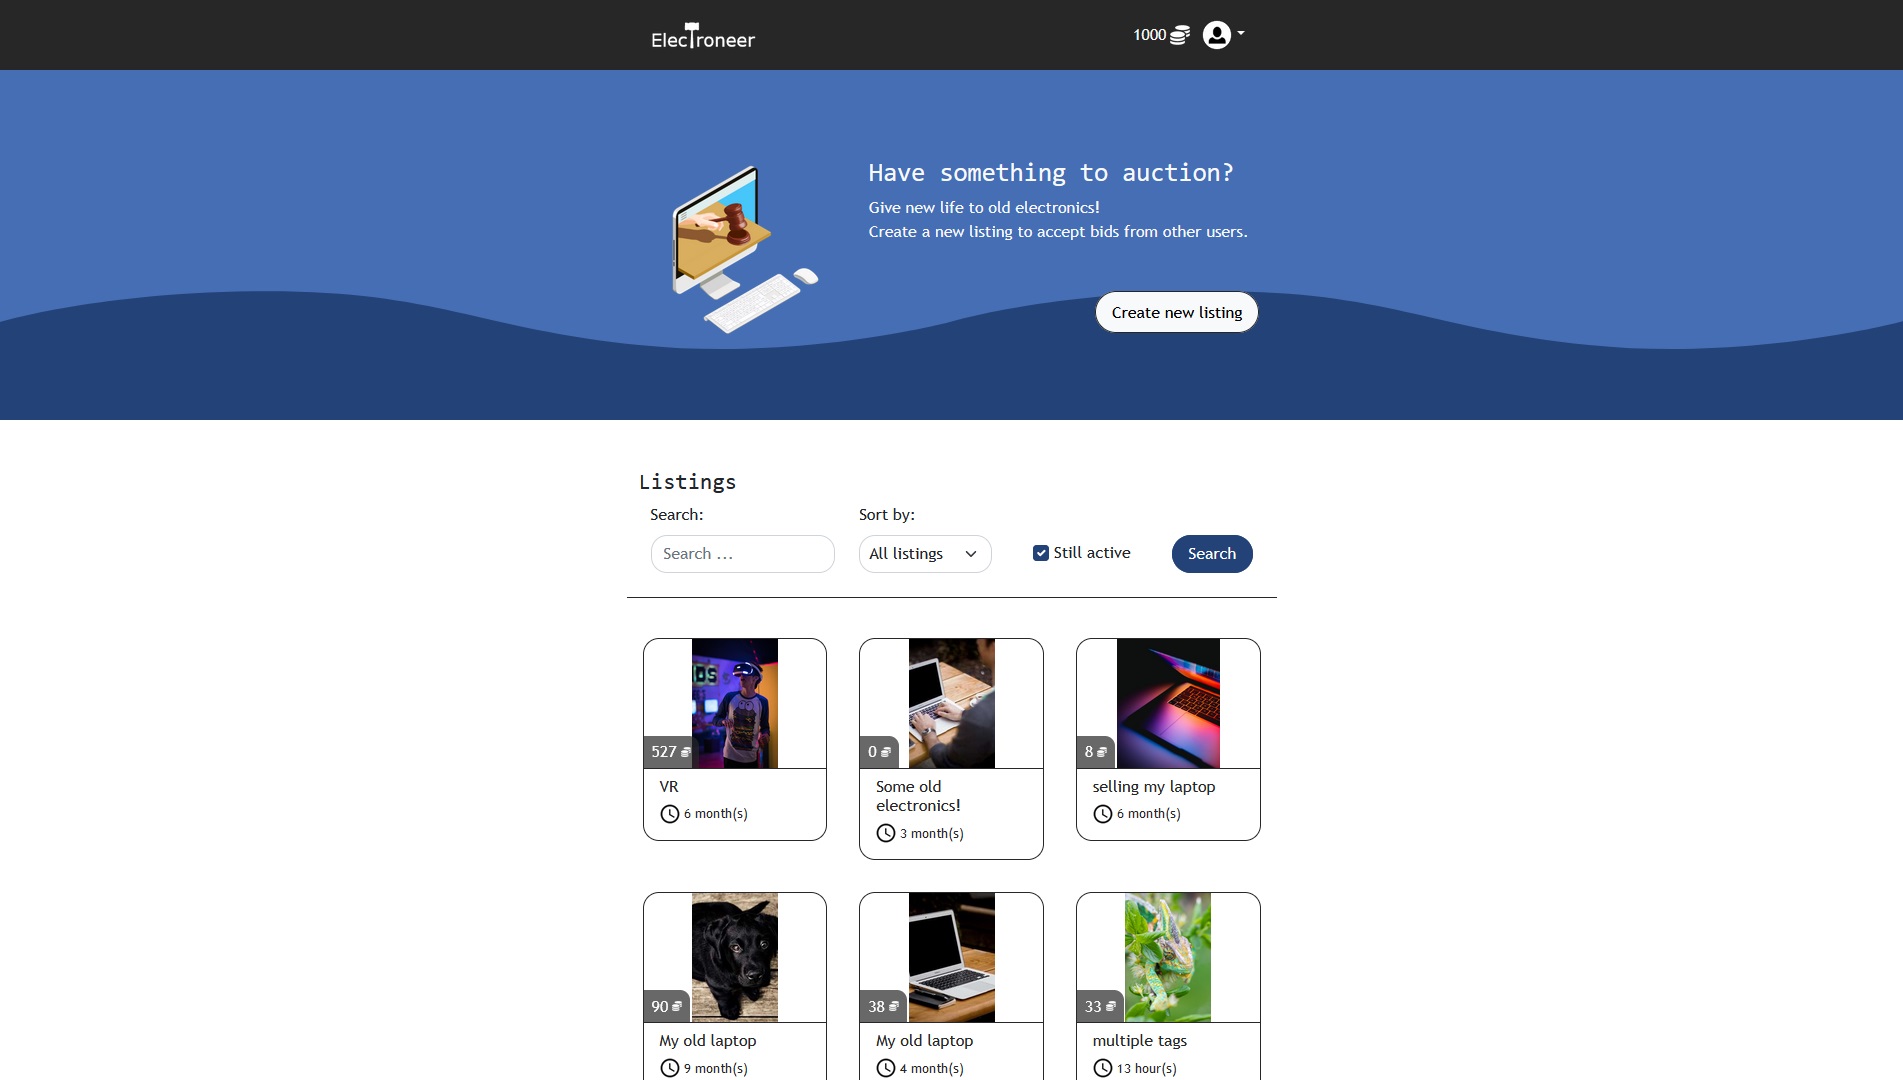 Electroneer
1000
Have something to auction?
Give new life to old electronics!
Create a new listing to accept bids from other users.
Create new listing
Listings
Search:
Sort by:
Search ...
All listings
Still active
Search
527
0
8
VR
6 month(s)
Some old
electronics!
3 month(s)
selling my laptop
6 month(s)
90
38
33
My old laptop
9 month(s)
My old laptop
4 month(s)
multiple tags
13 hour(s)